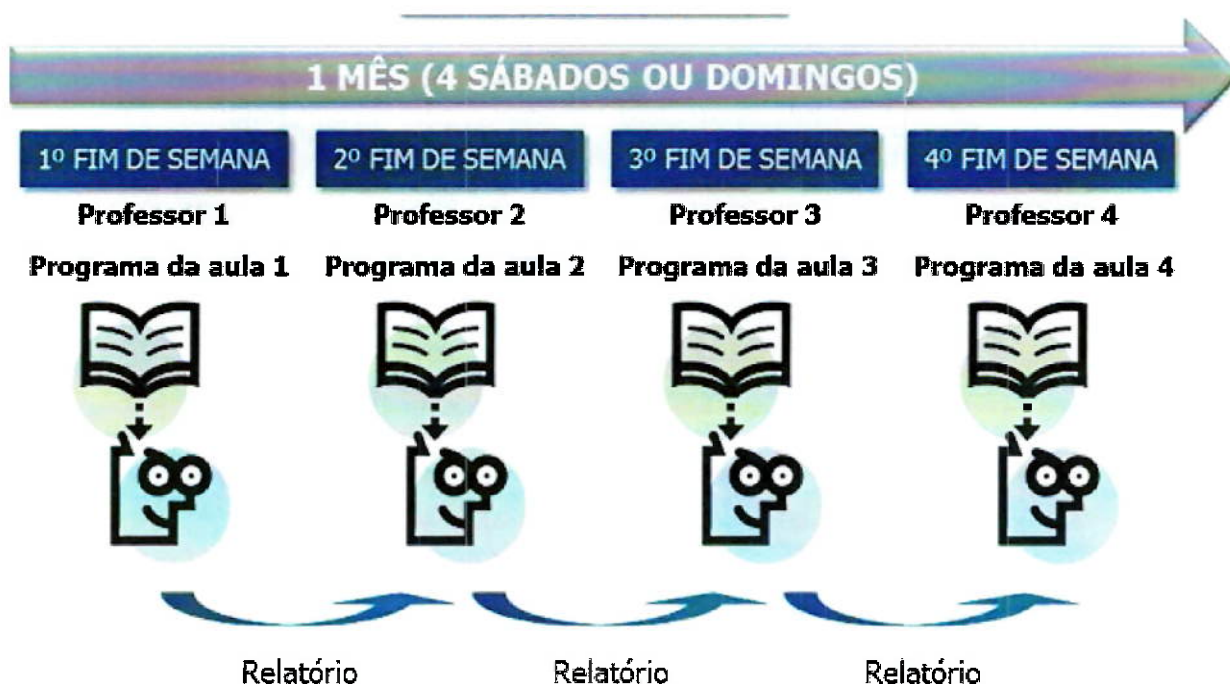 1 MÊS (4 SÁBADOS OU DOMINGOS)
1º FIM DE SEMANA 2º FIM DE SEMANA 3º FIM DE SEMANA 4º FIM DE SEMANA
Professor 1 Professor 2 Professor 3 Professor 4
Programa da aula 1 Programa da aula 2 Programa da aula 3 Programa da aula 4
Relatório Relatório Relatório